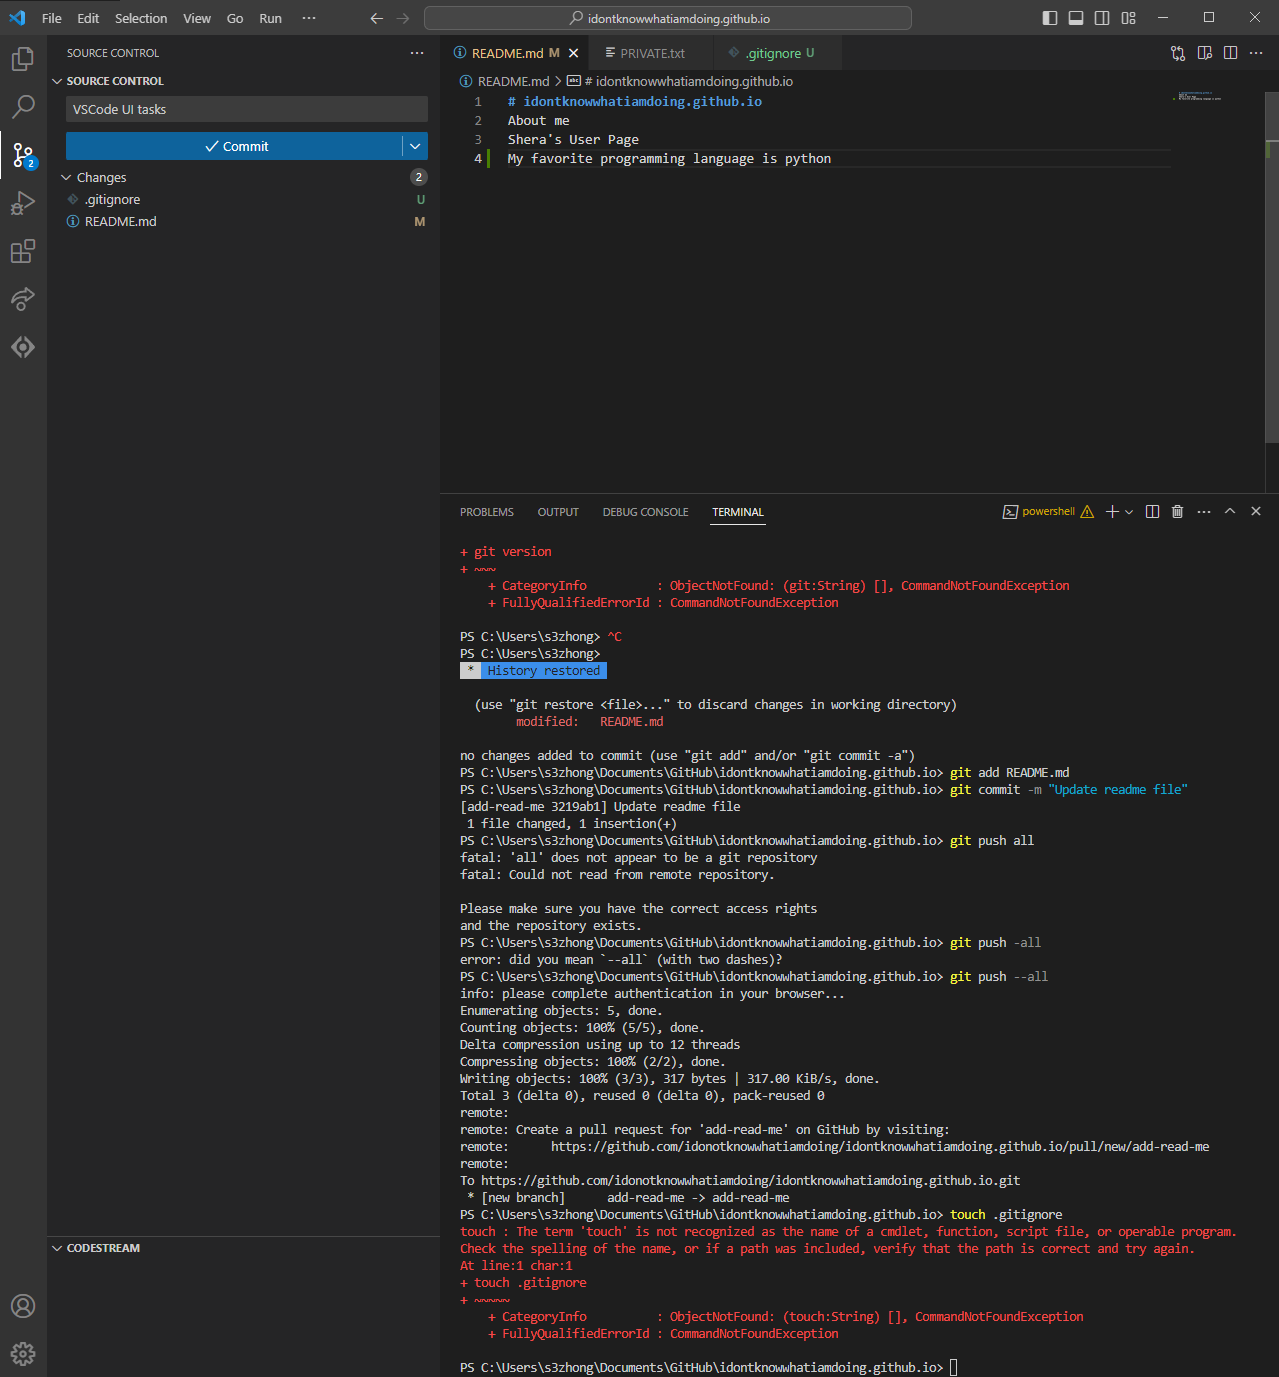 File Edit Selection View Go Run ··· idontknowwhatiamdoing.github.io
SOURCE CONTROL ···
SOURCE CONTROL
VSCode UI tasks
Commit
Changes 2
.gitignore U
README.md M
2
CODESTREAM
README.md M PRIVATE.txt .gitignore U
README.md > # idontknowwhatiamdoing.github.io
1 # idontknowwhatiamdoing.github.io
2 About me
3 Shera's User Page
4 My favorite programming language is python
PROBLEMS OUTPUT DEBUG CONSOLE TERMINAL powershell
+ git version
+ ~~~
+ CategoryInfo : ObjectNotFound: (git:String) [], CommandNotFoundException
+ FullyQualifiedErrorId : CommandNotFoundException
PS C:\Users\s3zhong> ^C
PS C:\Users\s3zhong>
* History restored
(use "git restore <file>..." to discard changes in working directory)
modified: README.md
no changes added to commit (use "git add" and/or "git commit -a")
PS C:\Users\s3zhong\Documents\GitHub\idontknowwhatiamdoing.github.io> git add README.md
PS C:\Users\s3zhong\Documents\GitHub\idontknowwhatiamdoing.github.io> git commit -m "Update readme file"
[add-read-me 3219ab1] Update readme file
1 file changed, 1 insertion(+)
PS C:\Users\s3zhong\Documents\GitHub\idontknowwhatiamdoing.github.io> git push all
fatal: 'all' does not appear to be a git repository
fatal: Could not read from remote repository.
Please make sure you have the correct access rights
and the repository exists.
PS C:\Users\s3zhong\Documents\GitHub\idontknowwhatiamdoing.github.io> git push -all
error: did you mean `--all` (with two dashes)?
PS C:\Users\s3zhong\Documents\GitHub\idontknowwhatiamdoing.github.io> git push --all
info: please complete authentication in your browser...
Enumerating objects: 5, done.
Counting objects: 100% (5/5), done.
Delta compression using up to 12 threads
Compressing objects: 100% (2/2), done.
Writing objects: 100% (3/3), 317 bytes | 317.00 KiB/s, done.
Total 3 (delta 0), reused 0 (delta 0), pack-reused 0
remote:
remote: Create a pull request for 'add-read-me' on GitHub by visiting:
remote: https://github.com/idonotknowwhatiamdoing/idontknowwhatiamdoing.github.io/pull/new/add-read-me
remote:
To https://github.com/idonotknowwhatiamdoing/idontknowwhatiamdoing.github.io.git
* [new branch] add-read-me -> add-read-me
PS C:\Users\s3zhong\Documents\GitHub\idontknowwhatiamdoing.github.io> touch .gitignore
touch : The term 'touch' is not recognized as the name of a cmdlet, function, script file, or operable program.
Check the spelling of the name, or if a path was included, verify that the path is correct and try again.
At line:1 char:1
+ touch .gitignore
+ ~~~~~
+ CategoryInfo : ObjectNotFound: (touch:String) [], CommandNotFoundException
+ FullyQualifiedErrorId : CommandNotFoundException
PS C:\Users\s3zhong\Documents\GitHub\idontknowwhatiamdoing.github.io>